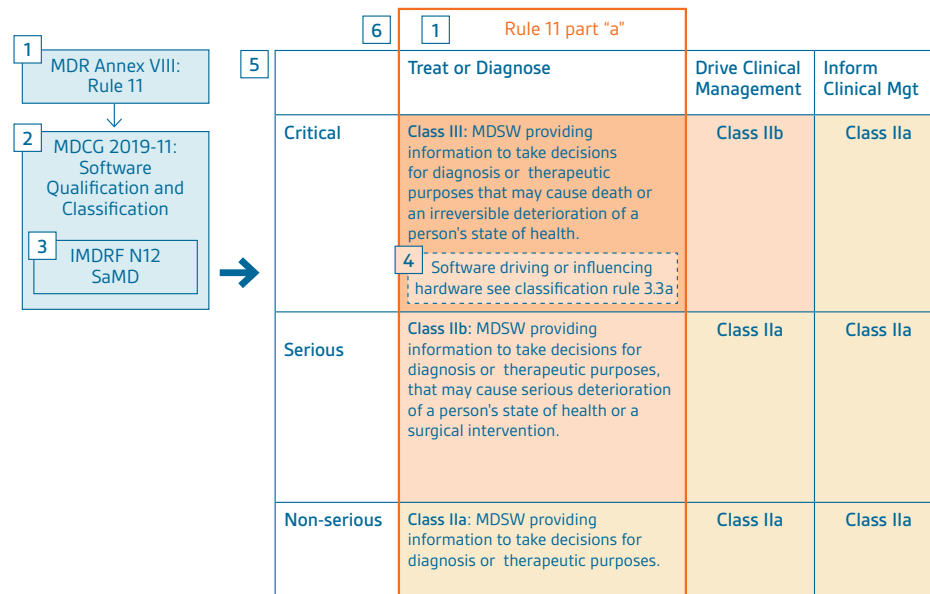 1
MDR Annex VIII:
Rule 11
2
MDCG 2019-11:
Software
Qualification and
Classification
3
IMDRF N12
SaMD
6
1
Rule 11 part “a”
5
Treat or Diagnose
Drive Clinical
Management
Inform
Clinical Mgt
Critical
Class III: MDSW providing
information to take decisions
for diagnosis or therapeutic
purposes that may cause death or
an irreversible deterioration of a
person's state of health.
4
Software driving or influencing
hardware see classification rule 3.3a
Class IIb
Class IIa
Serious
Class IIb: MDSW providing
information to take decisions for
diagnosis or therapeutic purposes,
that may cause serious deterioration
of a person's state of health or a
surgical intervention.
Class IIa
Class IIa
Non-serious
Class IIa: MDSW providing
information to take decisions for
diagnosis or therapeutic purposes.
Class IIa
Class IIa